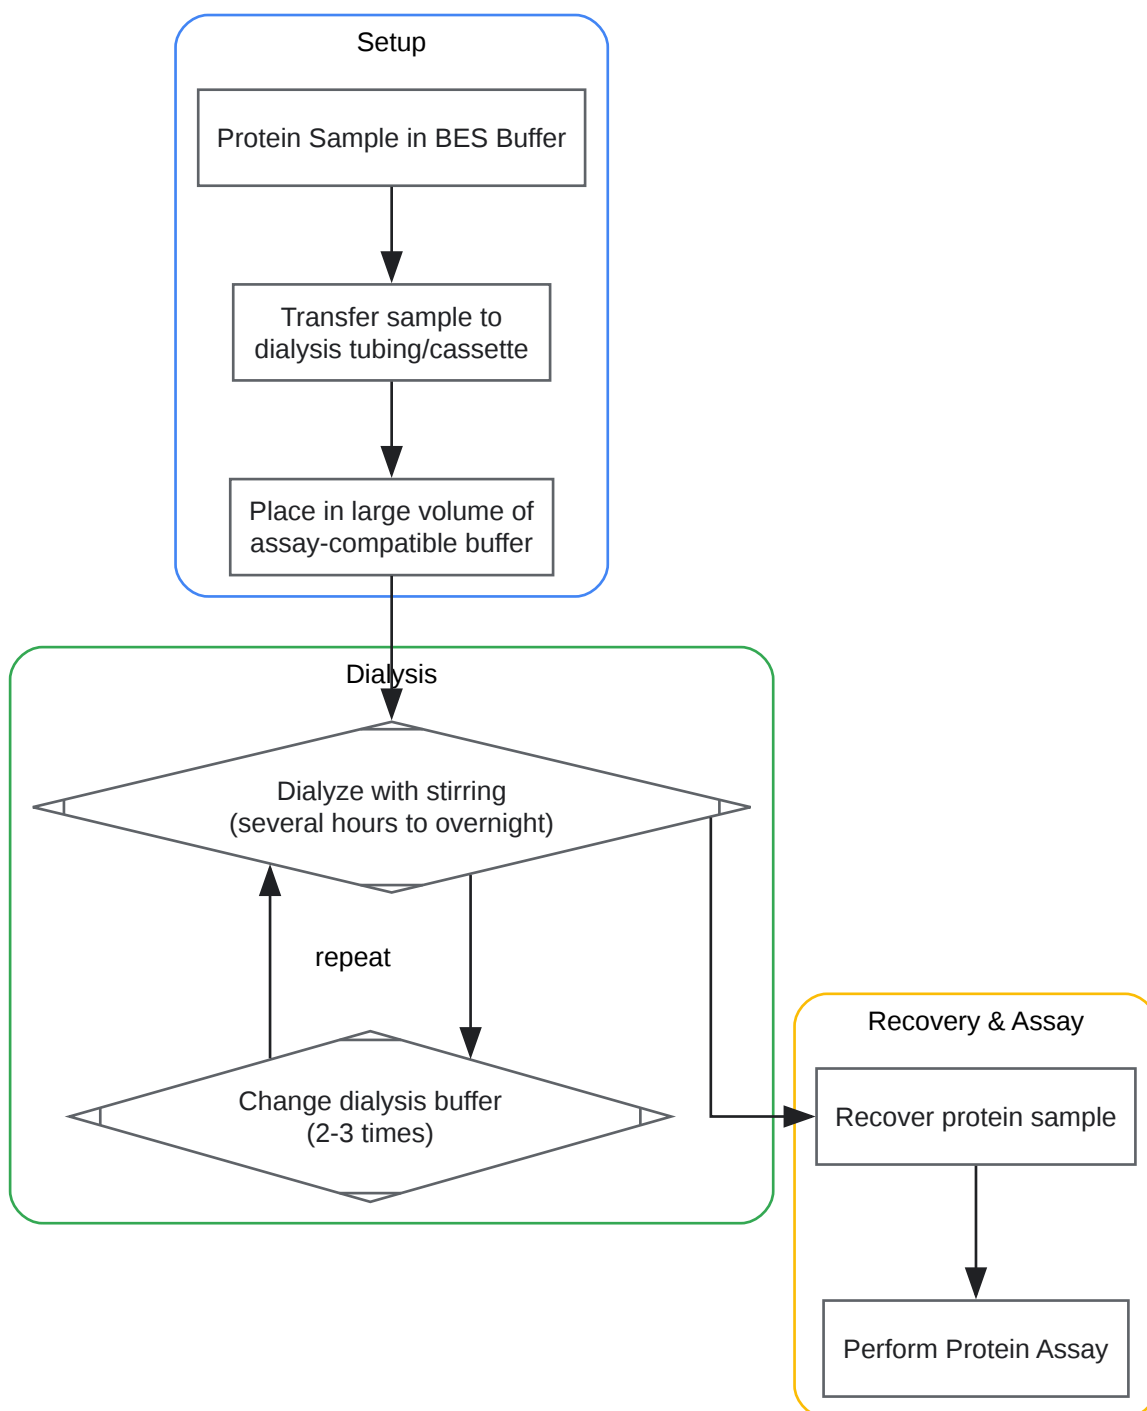 Setup
Protein Sample in BES Buffer
Transfer sample to
dialysis tubing/cassette
Place in large volume of
assay-compatible buffer
Dialysis
Dialyze with stirring
(several hours to overnight)
repeat
Change dialysis buffer
(2-3 times)
Recovery & Assay
Recover protein sample
Perform Protein Assay